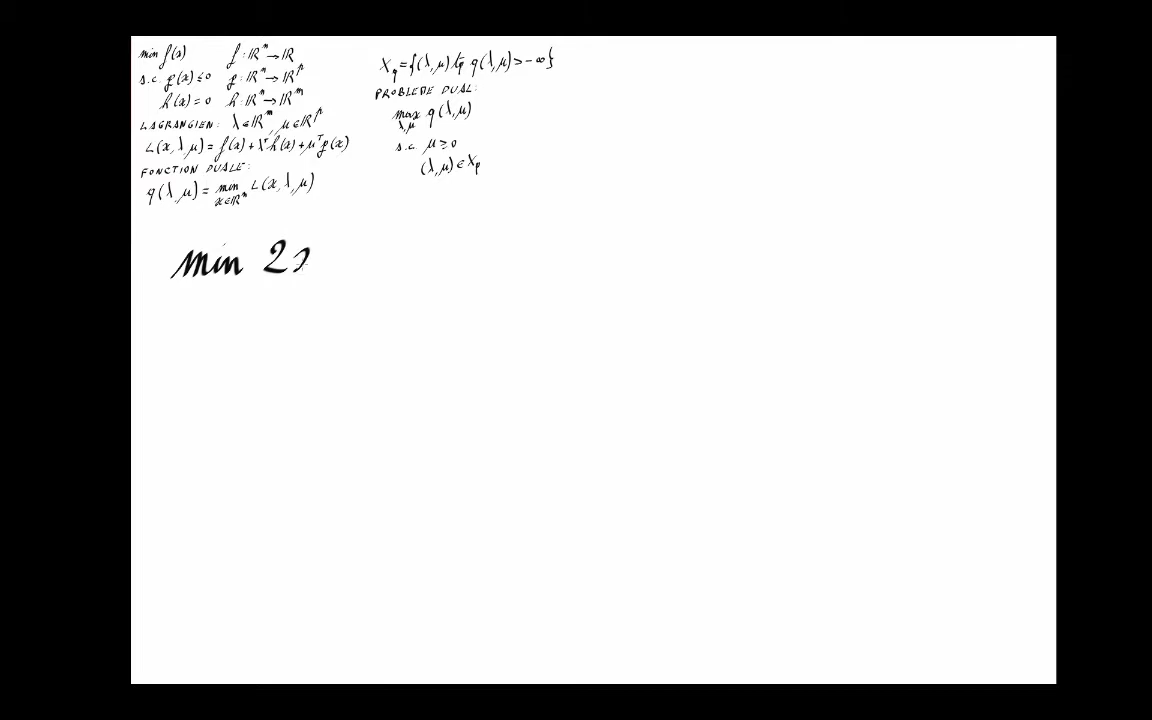 min f(x) f: ℝⁿ→ℝ
s.c. g(x) ≤ 0 g: ℝⁿ→ℝᵖ
h(x) = 0 h: ℝⁿ→ℝᵐ
LAGRANGIEN: λ∈ℝᵐ, μ∈ℝᵖ
L(x,λ,μ) = f(x) + λᵀh(x) + μᵀg(x)
FONCTION DUALE:
q(λ,μ) = min L(x,λ,μ)
x∈ℝⁿ
X_q = {(λ,μ) tq q(λ,μ) > -∞}
PROBLEME DUAL:
max q(λ,μ)
λ,μ
s.c. μ ≥ 0
(λ,μ) ∈ X_p
min 2